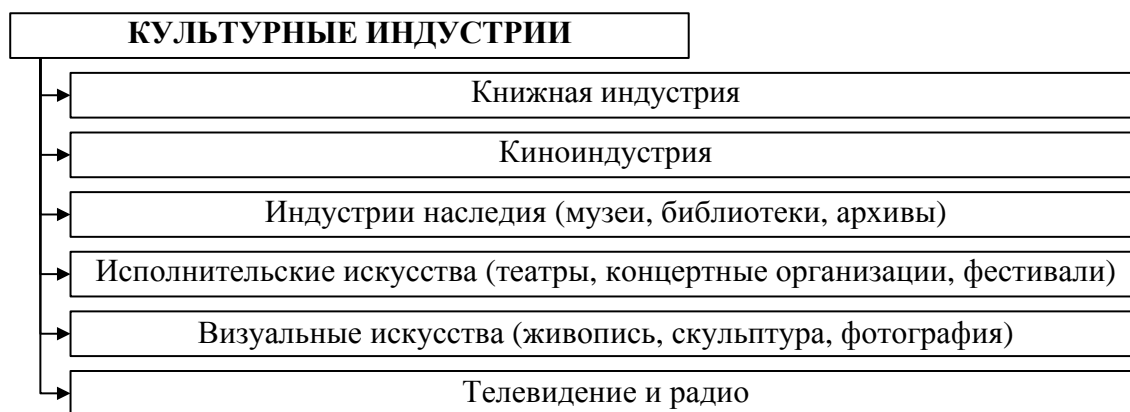 КУЛЬТУРНЫЕ ИНДУСТРИИ
Книжная индустрия
Киноиндустрия
Индустрии наследия (музеи, библиотеки, архивы)
Исполнительские искусства (театры, концертные организации, фестивали)
Визуальные искусства (живопись, скульптура, фотография)
Телевидение и радио